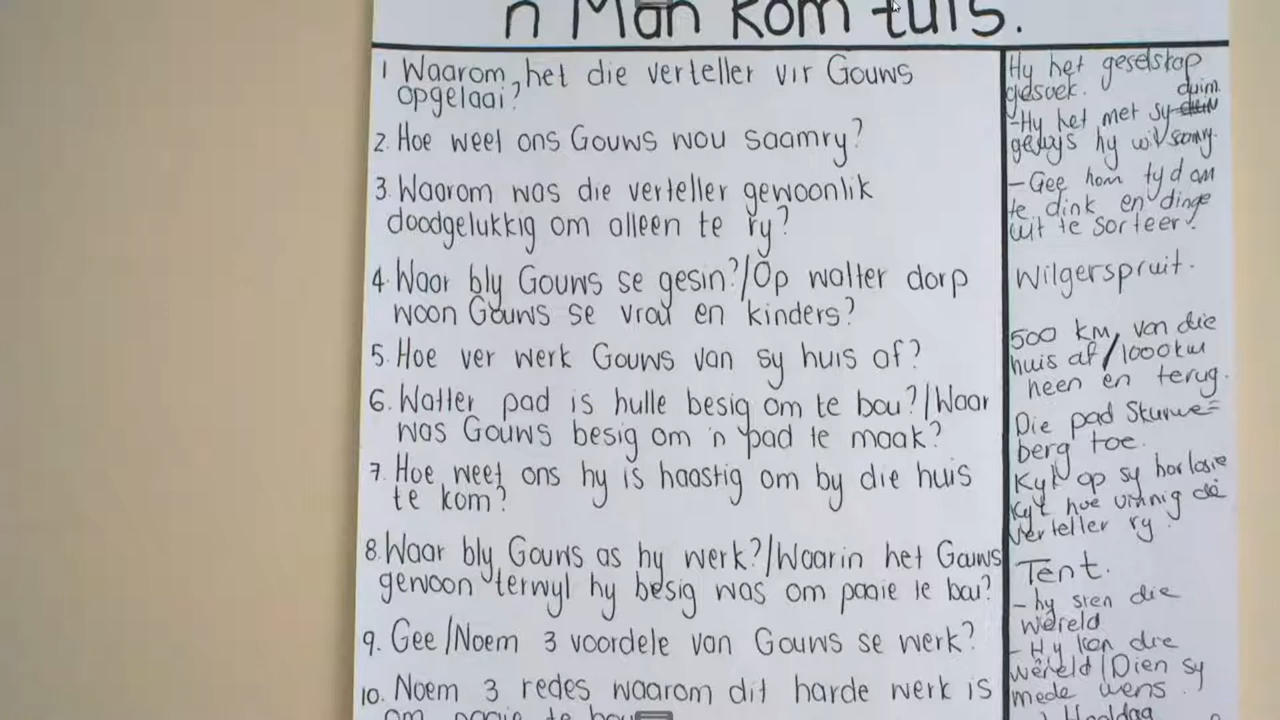 'n Man kom tuis.
1 Waarom, het die verteller vir Gouws
opgelaai?
2. Hoe weet ons Gouws wou saamry?
3. Waarom was die verteller gewoonlik
doodgelukkig om alleen te ry?
4. Waar bly Gouws se gesin?/Op watter dorp
woon Gouws se vrou en kinders?
5. Hoe ver werk Gouws van sy huis af?
6. Watter pad is hulle besig om te bou?/Waar
was Gouws besig om 'n pad te maak?
7. Hoe weet ons hy is haastig om by die huis
te kom?
8. Waar bly Gouws as hy werk?/Waarin het Gouws
gewoon terwyl hy besig was om paaie te bou?
9. Gee/Noem 3 voordele van Gouws se werk?
10. Noem 3 redes waarom dit harde werk is
om paaie te bou
Hy het geselskap
gesoek.
duim
-Hy het met sy
gewys hy wil saamry.
-Gee hom tyd om
te dink en dinge
uit te sorteer.
Wilgerspruit.
500 km van die
huis af/1000km
heen en terug.
Die pad Skurwe=
berg toe.
Kyk op sy horlosie
Kyk hoe vinnig die
verteller ry.
Tent.
- hy sien die
wêreld
- Hy kan die
wêreld/Dien sy
mede mens.